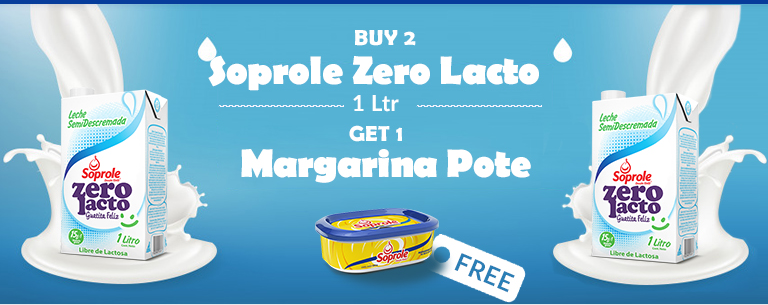 BUY 2
Soprole Zero Lacto
1 Ltr
GET 1
Margarina Pote
Leche
SemiDescremada
Soprole
zero
lacto
Guatita Feliz
1 Litro
Libre de Lactosa
Soprole
FREE
Leche
SemiDescremada
Soprole
zero
lacto
Guatita Feliz
1 Litro
Libre de Lactosa